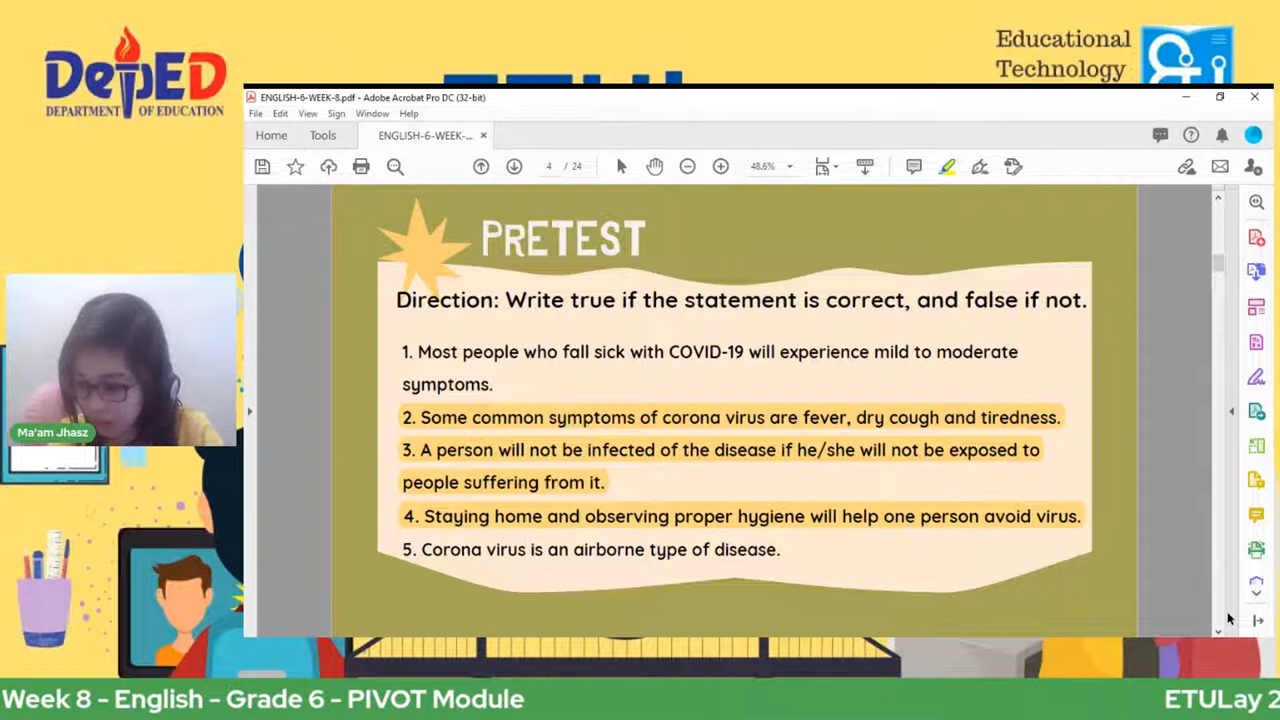 DepED
DEPARTMENT OF EDUCATION
Educational
Technology
ENGLISH-6-WEEK-8.pdf - Adobe Acrobat Pro DC (32-bit)
File Edit View Sign Window Help
Home Tools ENGLISH-6-WEEK-...
4 / 24 48.6%
PRETEST
Direction: Write true if the statement is correct, and false if not.
1. Most people who fall sick with COVID-19 will experience mild to moderate
symptoms.
2. Some common symptoms of corona virus are fever, dry cough and tiredness.
3. A person will not be infected of the disease if he/she will not be exposed to
people suffering from it.
4. Staying home and observing proper hygiene will help one person avoid virus.
5. Corona virus is an airborne type of disease.
Ma'am Jhasz
Week 8 - English - Grade 6 - PIVOT Module
ETULay 2